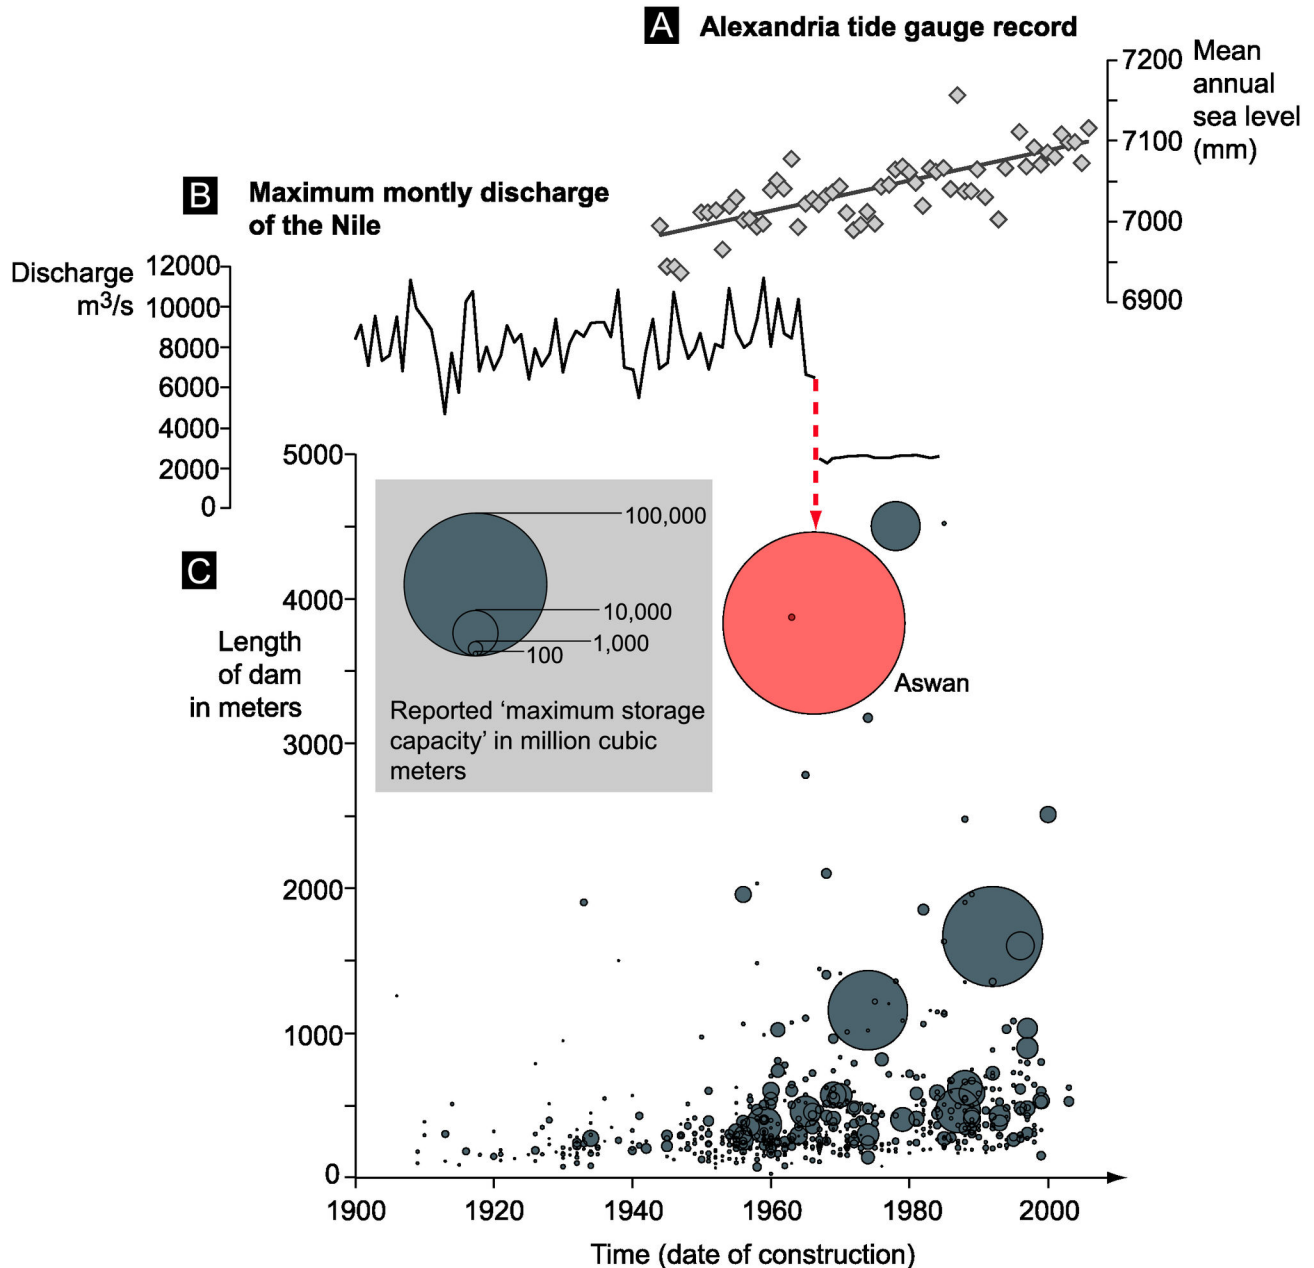 A Alexandria tide gauge record
7200
7100
7000
6900
Mean
annual
sea level
(mm)
B Maximum montly discharge
of the Nile
Discharge
m³/s
12000
10000
8000
6000
4000
2000
0
C
Length
of dam
in meters
5000
4000
3000
2000
1000
0
100,000
10,000
1,000
100
Reported ‘maximum storage
capacity’ in million cubic
meters
Aswan
1900 1920 1940 1960 1980 2000
Time (date of construction)